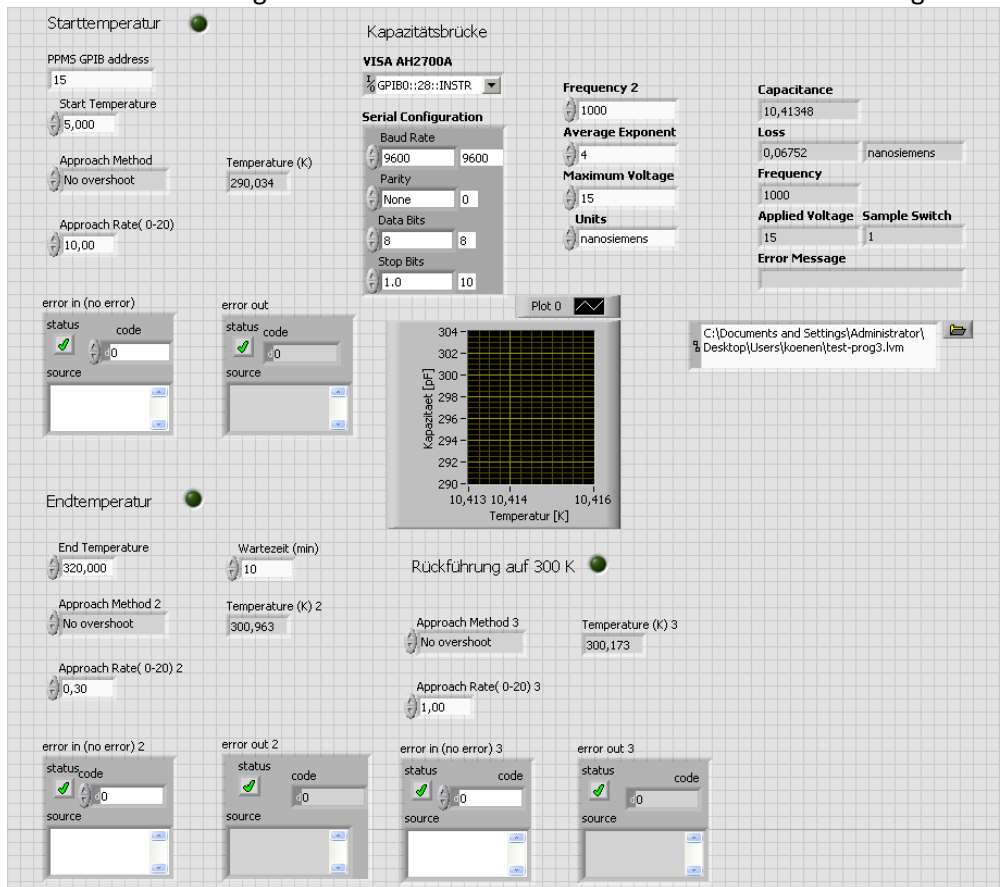 Starttemperatur
PPMS GPIB address
15
Start Temperature
5,000
Approach Method
No overshoot
Temperature (K)
290,034
Approach Rate( 0-20)
10,00
error in (no error)
status
code
0
source
error out
status
code
0
source
Kapazitätsbrücke
VISA AH2700A
GPIB0::28::INSTR
Serial Configuration
Baud Rate
9600
9600
Parity
None
0
Data Bits
8
8
Stop Bits
1.0
10
Frequency 2
1000
Average Exponent
4
Maximum Voltage
15
Units
nanosiemens
Capacitance
10,41348
Loss
0,06752
nanosiemens
Frequency
1000
Applied Voltage
Sample Switch
15
1
Error Message
Plot 0
304
302
300
298
296
294
292
290
Kapazitaet [pF]
10,413
10,414
10,416
Temperatur [K]
C:\Documents and Settings\Administrator\
Desktop\Users\koenen\test-prog3.lvm
Endtemperatur
End Temperature
320,000
Wartezeit (min)
10
Approach Method 2
No overshoot
Temperature (K) 2
300,963
Approach Rate( 0-20) 2
0,30
Rückführung auf 300 K
Approach Method 3
No overshoot
Temperature (K) 3
300,173
Approach Rate( 0-20) 3
1,00
error in (no error) 2
status
code
0
source
error out 2
status
code
0
source
error in (no error) 3
status
code
0
source
error out 3
status
code
0
source